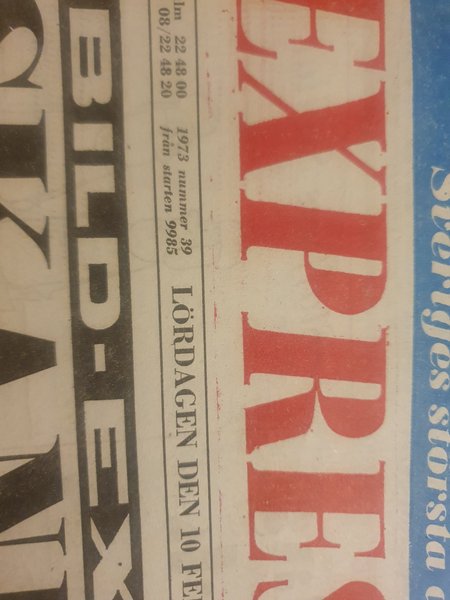 Sveriges största
EXPRES
lm 22 48 00 1973 nummer 39
08/22 48 20 från starten 9985 LÖRDAGEN DEN 10 FE
BILD-EX